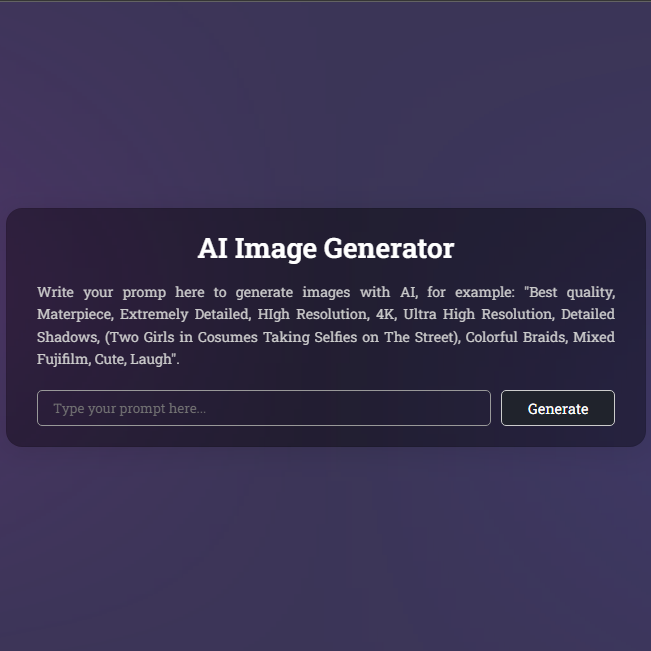 AI Image Generator
Write your promp here to generate images with AI, for example: "Best quality,
Materpiece, Extremely Detailed, HIgh Resolution, 4K, Ultra High Resolution, Detailed
Shadows, (Two Girls in Cosumes Taking Selfies on The Street), Colorful Braids, Mixed
Fujifilm, Cute, Laugh".
Type your prompt here...
Generate